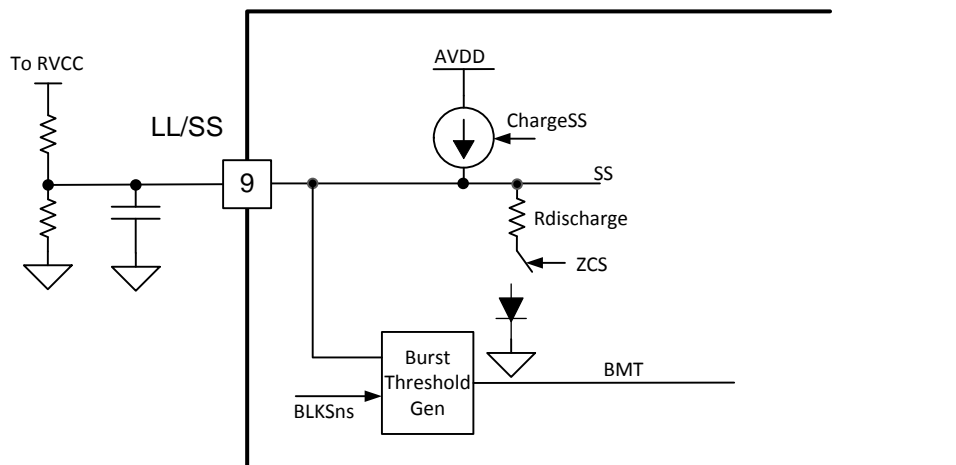 To RVCC
AVDD
LL/SS
ChargeSS
9
SS
Rdischarge
ZCS
Burst
Threshold
Gen
BMT
BLKSns